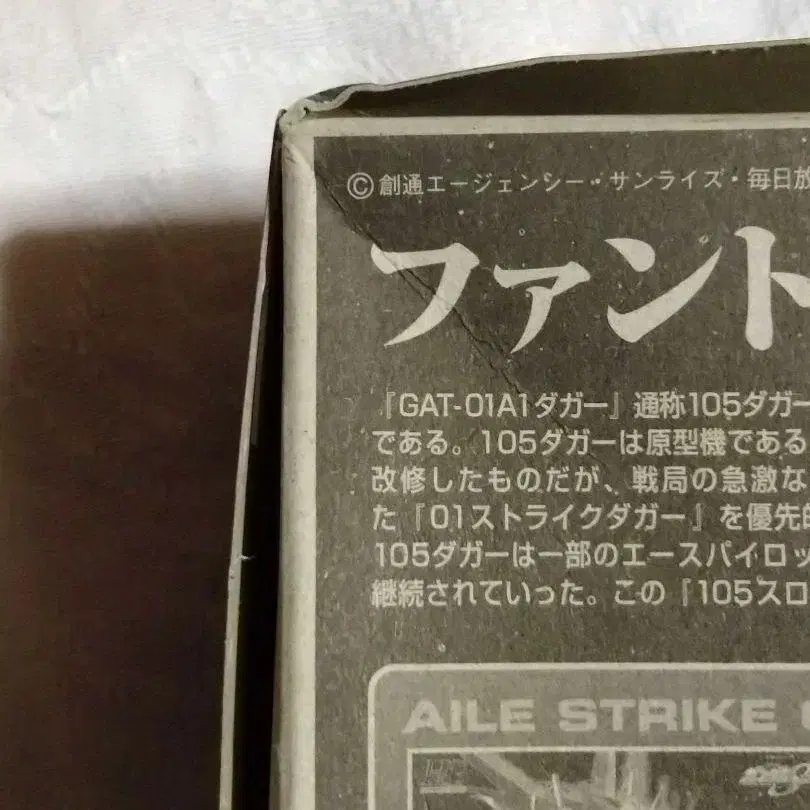 ©創通エージェンシー・サンライズ・毎日放
ファント
『GAT-01A1ダガー』通称105ダガー
である。105ダガーは原型機である
改修したものだが、戦局の急激な
た『01ストライクダガー』を優先的
105ダガーは一部のエースパイロッ
継続されていった。この『105スロ
AILE STRIKE